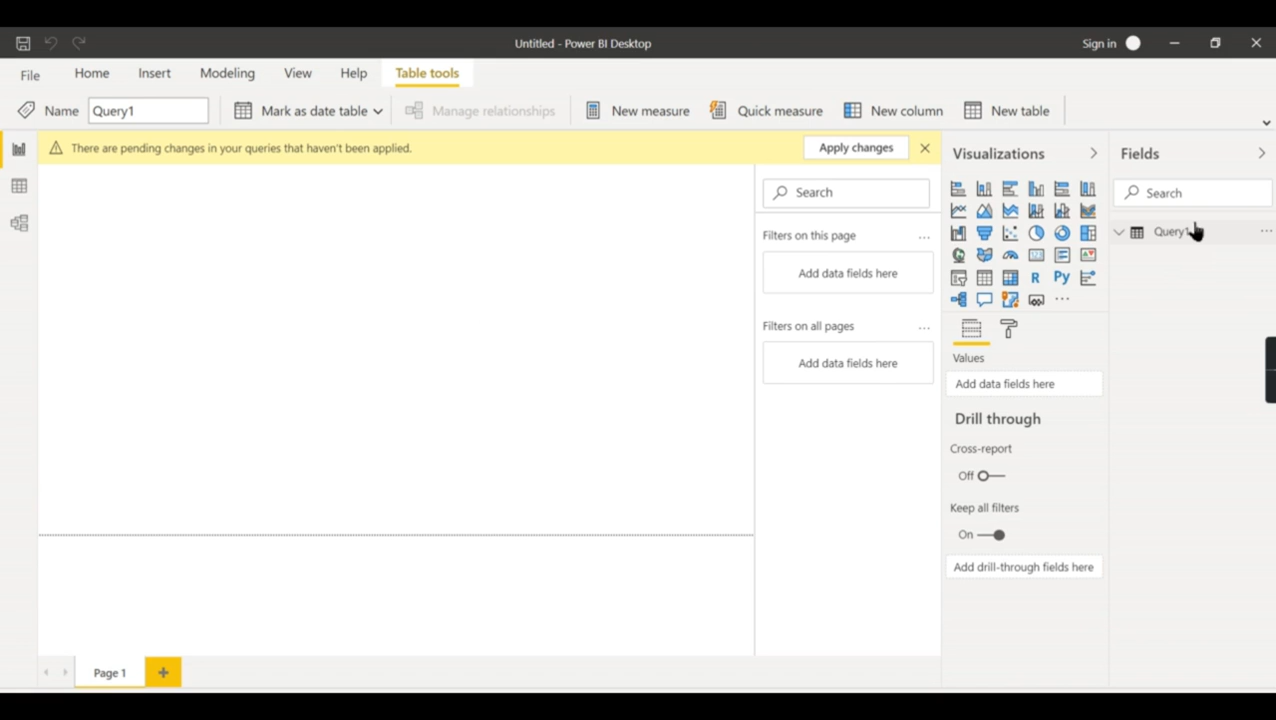 Untitled - Power BI Desktop
Sign in
File Home Insert Modeling View Help Table tools
Name Query1 Mark as date table Manage relationships New measure Quick measure New column New table
There are pending changes in your queries that haven't been applied. Apply changes
Visualizations
Fields
Search
Search
Filters on this page ...
Add data fields here
Filters on all pages ...
Add data fields here
R Py
...
Values
Add data fields here
Drill through
Cross-report
Off
Keep all filters
On
Add drill-through fields here
Query1 ...
Page 1